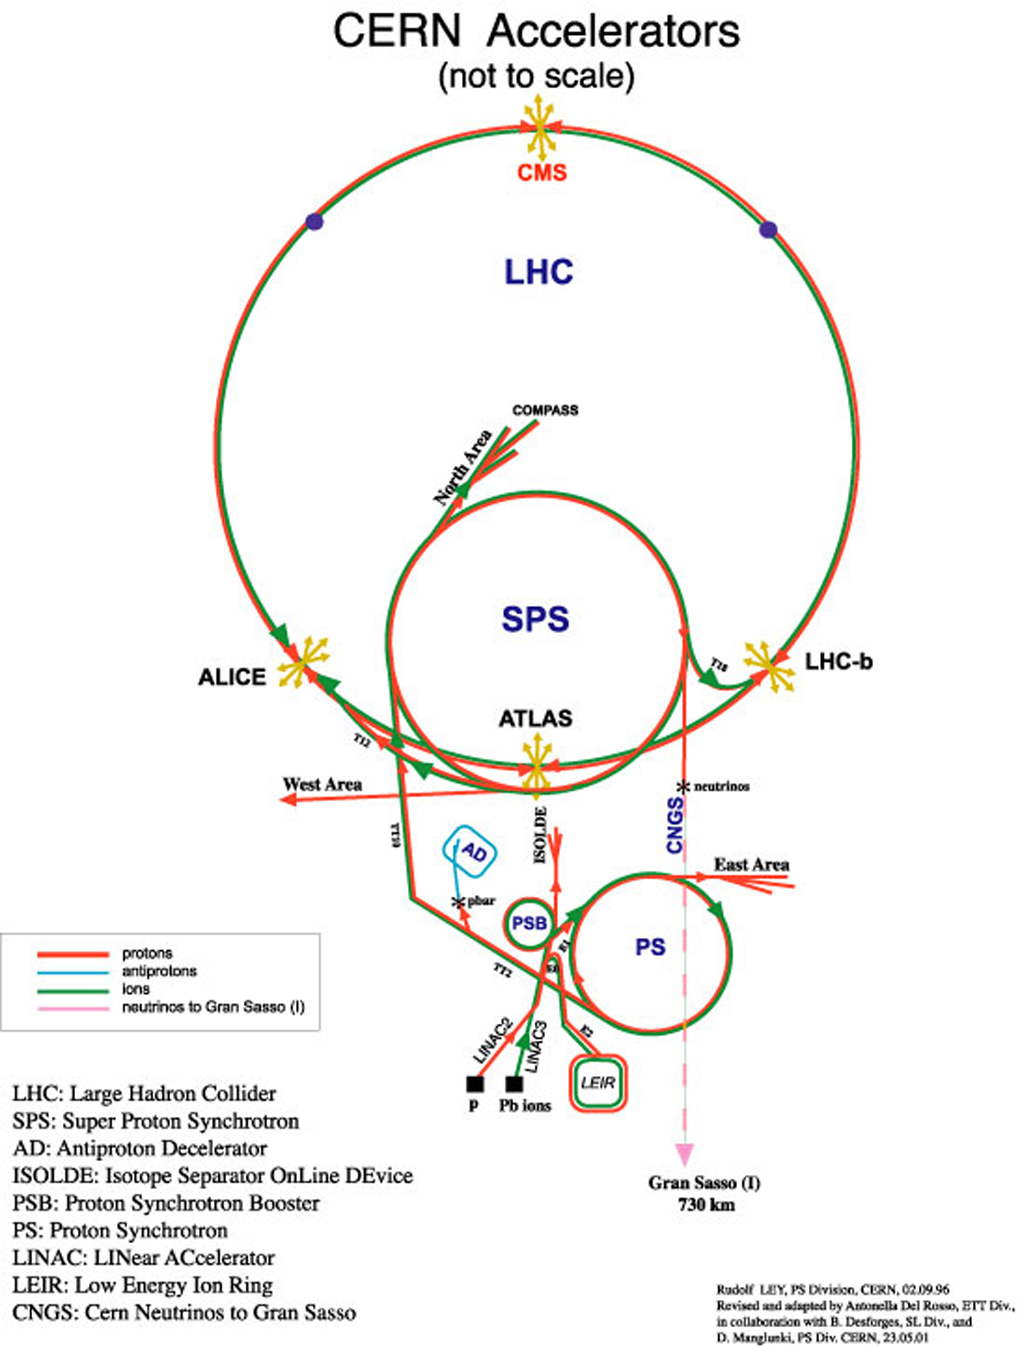 CERN Accelerators
(not to scale)
CMS
LHC
COMPASS
North Area
SPS
ALICE
LHC-b
T18
ATLAS
T12
West Area
neutrinos
CNGS
ISOLDE
TT10
AD
East Area
pbar
PSB
PS
E1
E0
TT2
E2
LINAC2
LINAC3
LEIR
p
Pb ions
protons
antiprotons
ions
neutrinos to Gran Sasso (I)
Gran Sasso (I)
730 km
LHC: Large Hadron Collider
SPS: Super Proton Synchrotron
AD: Antiproton Decelerator
ISOLDE: Isotope Separator OnLine DEvice
PSB: Proton Synchrotron Booster
PS: Proton Synchrotron
LINAC: LINear ACcelerator
LEIR: Low Energy Ion Ring
CNGS: Cern Neutrinos to Gran Sasso
Rudolf LEY, PS Division, CERN, 02.09.96
Revised and adapted by Antonella Del Rosso, ETT Div.,
in collaboration with B. Desforges, SL Div., and
D. Manglunki, PS Div. CERN, 23.05.01